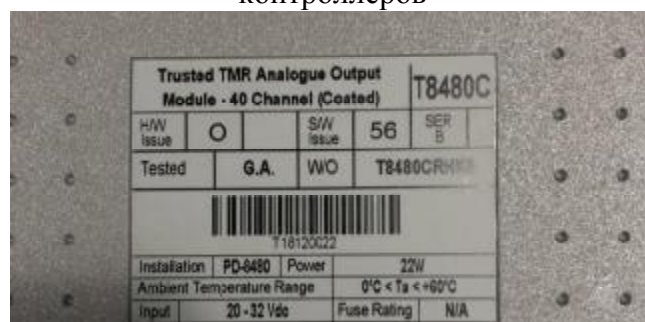 контроллеров
Trusted TMR Analogue Output
Module - 40 Channel (Coated)
T8480C
H/W Issue O S/W Issue 56 SER B
Tested G.A. W/O
T18120022
Installation PD-8480 Power 22W
Ambient Temperature Range 0°C < Ta < +60°C
Input 20 - 32 Vdc Fuse Rating N/A